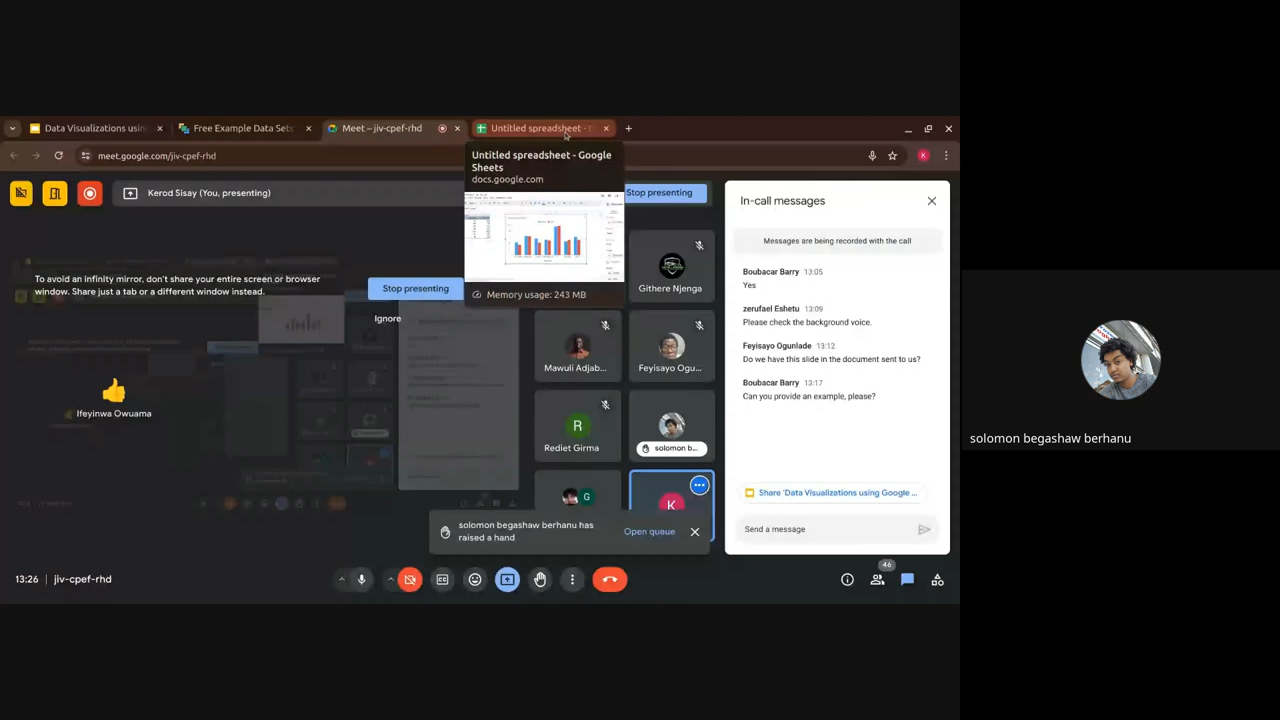 Data Visualizations usin
Free Example Data Sets
Meet – jiv-cpef-rhd
Untitled spreadsheet - G
meet.google.com/jiv-cpef-rhd
Untitled spreadsheet - Google
Sheets
docs.google.com
Memory usage: 243 MB
Kerod Sisay (You, presenting)
Stop presenting
To avoid an infinity mirror, don't share your entire screen or browser
window. Share just a tab or a different window instead.
Stop presenting
Ignore
Ifeyinwa Owuama
Githere Njenga
Mawuli Adjab...
Feyisayo Ogu...
R
Rediet Girma
solomon b...
G
K
solomon begashaw berhanu has
raised a hand
Open queue
In-call messages
Messages are being recorded with the call
Boubacar Barry 13:05
Yes
zerufael Eshetu 13:09
Please check the background voice.
Feyisayo Ogunlade 13:12
Do we have this slide in the document sent to us?
Boubacar Barry 13:17
Can you provide an example, please?
Share 'Data Visualizations using Google ...
Send a message
13:26 | jiv-cpef-rhd
46
solomon begashaw berhanu